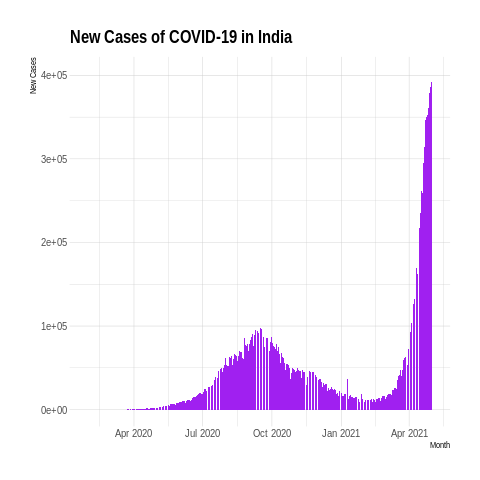 New Cases of COVID-19 in India
New Cases
4e+05
3e+05
2e+05
1e+05
0e+00
Apr 2020 Jul 2020 Oct 2020 Jan 2021 Apr 2021
Month